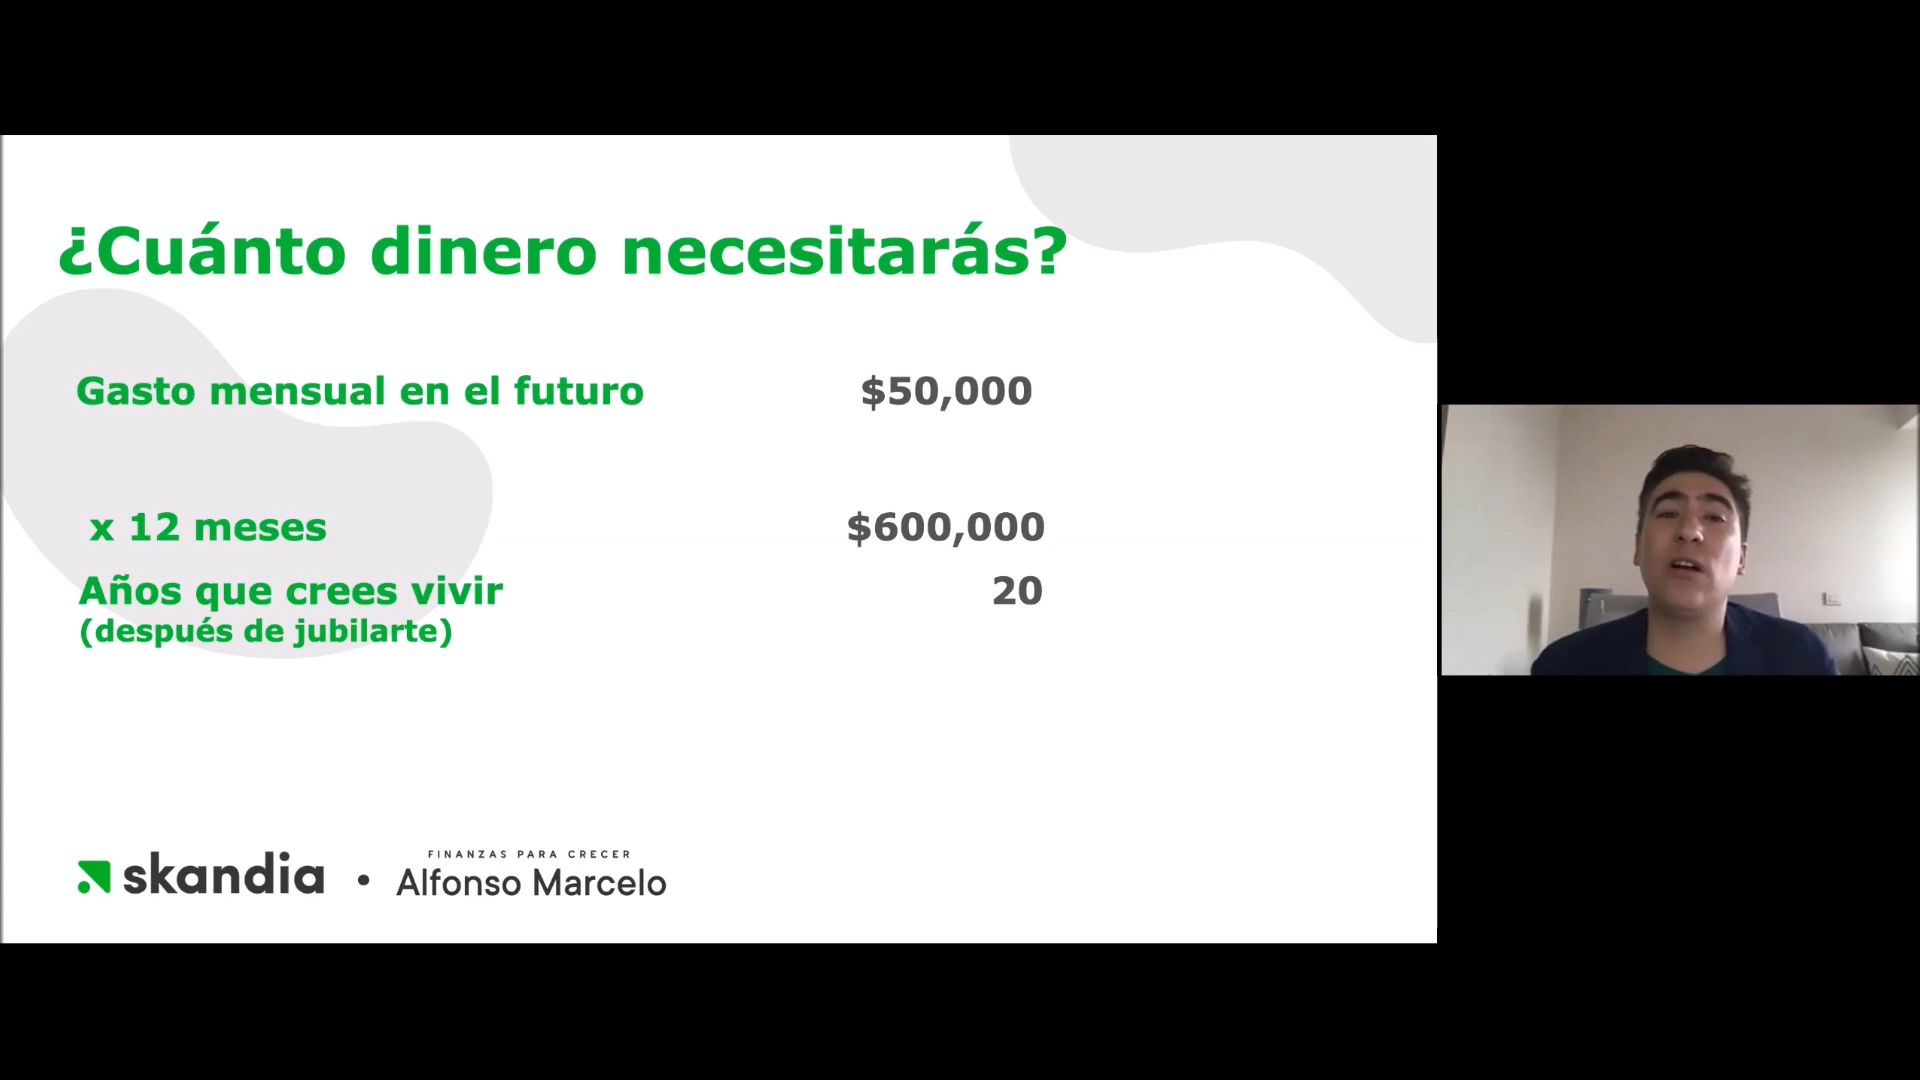 ¿Cuánto dinero necesitarás?
Gasto mensual en el futuro $50,000
x 12 meses $600,000
Años que crees vivir 20
(después de jubilarte)
skandia • FINANZAS PARA CRECER
Alfonso Marcelo